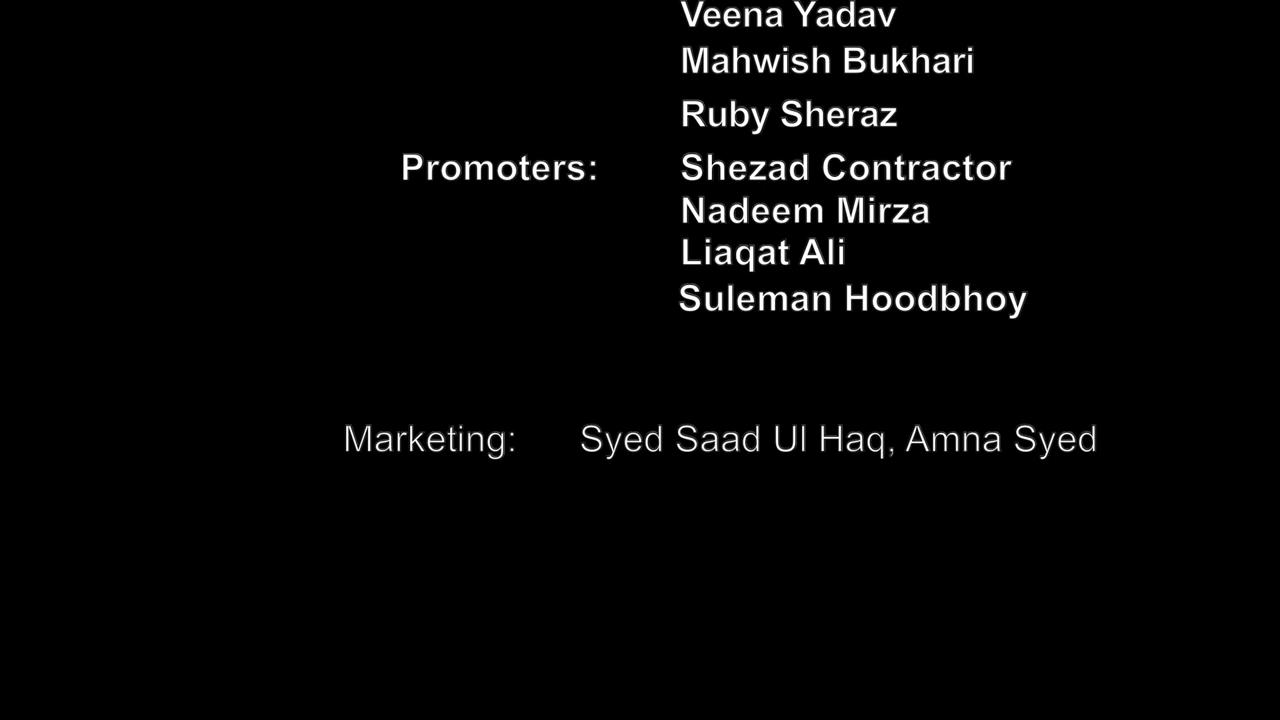 Veena Yadav
Mahwish Bukhari
Ruby Sheraz
Promoters: Shezad Contractor
Nadeem Mirza
Liaqat Ali
Suleman Hoodbhoy
Marketing: Syed Saad Ul Haq, Amna Syed